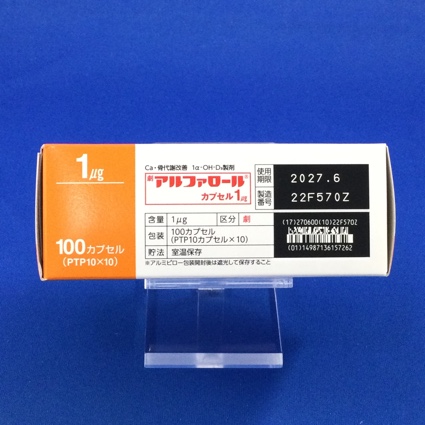 1μg
100カプセル
(PTP10×10)
Ca・骨代謝改善 1α-OH-D₃製剤
劇 アルファロール®
カプセル1μg
含量 1μg 区分 劇
包装 100カプセル
(PTP10カプセル×10)
貯法 室温保存
※アルミピロー包装開封後は遮光して保存すること
使用期限 2027.6
製造番号 22F570Z
(17)270600(10)22F570Z
(01)14987136157262